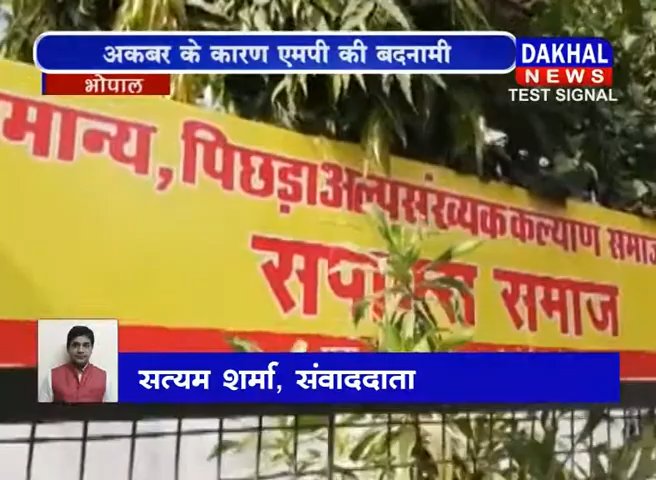 अकबर के कारण एमपी की बदनामी
भोपाल
DAKHAL
NEWS
TEST SIGNAL
मान्य, पिछड़ा अल्पसंख्यक कल्याण समाज
समाज
सत्यम शर्मा, संवाददाता